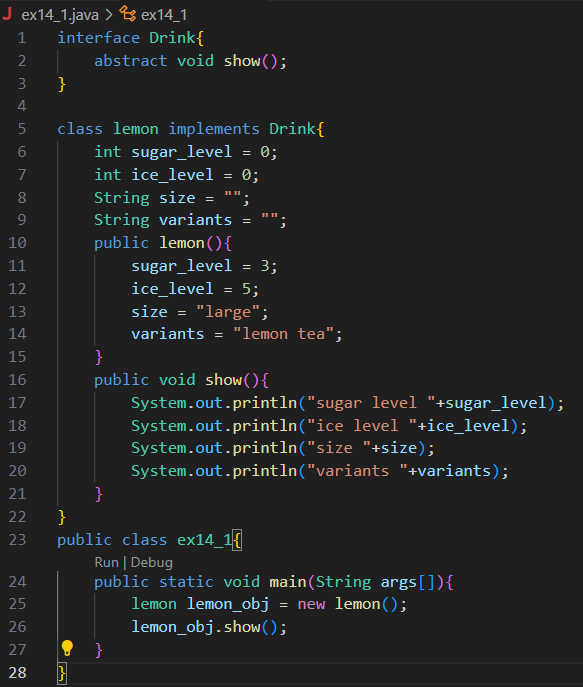 J ex14_1.java > ex14_1
1 interface Drink{
2     abstract void show();
3 }
4
5 class lemon implements Drink{
6     int sugar_level = 0;
7     int ice_level = 0;
8     String size = "";
9     String variants = "";
10     public lemon(){
11         sugar_level = 3;
12         ice_level = 5;
13         size = "large";
14         variants = "lemon tea";
15     }
16     public void show(){
17         System.out.println("sugar level "+sugar_level);
18         System.out.println("ice level "+ice_level);
19         System.out.println("size "+size);
20         System.out.println("variants "+variants);
21     }
22 }
23 public class ex14_1{
Run | Debug
24     public static void main(String args[]){
25         lemon lemon_obj = new lemon();
26         lemon_obj.show();
27     }
28 }